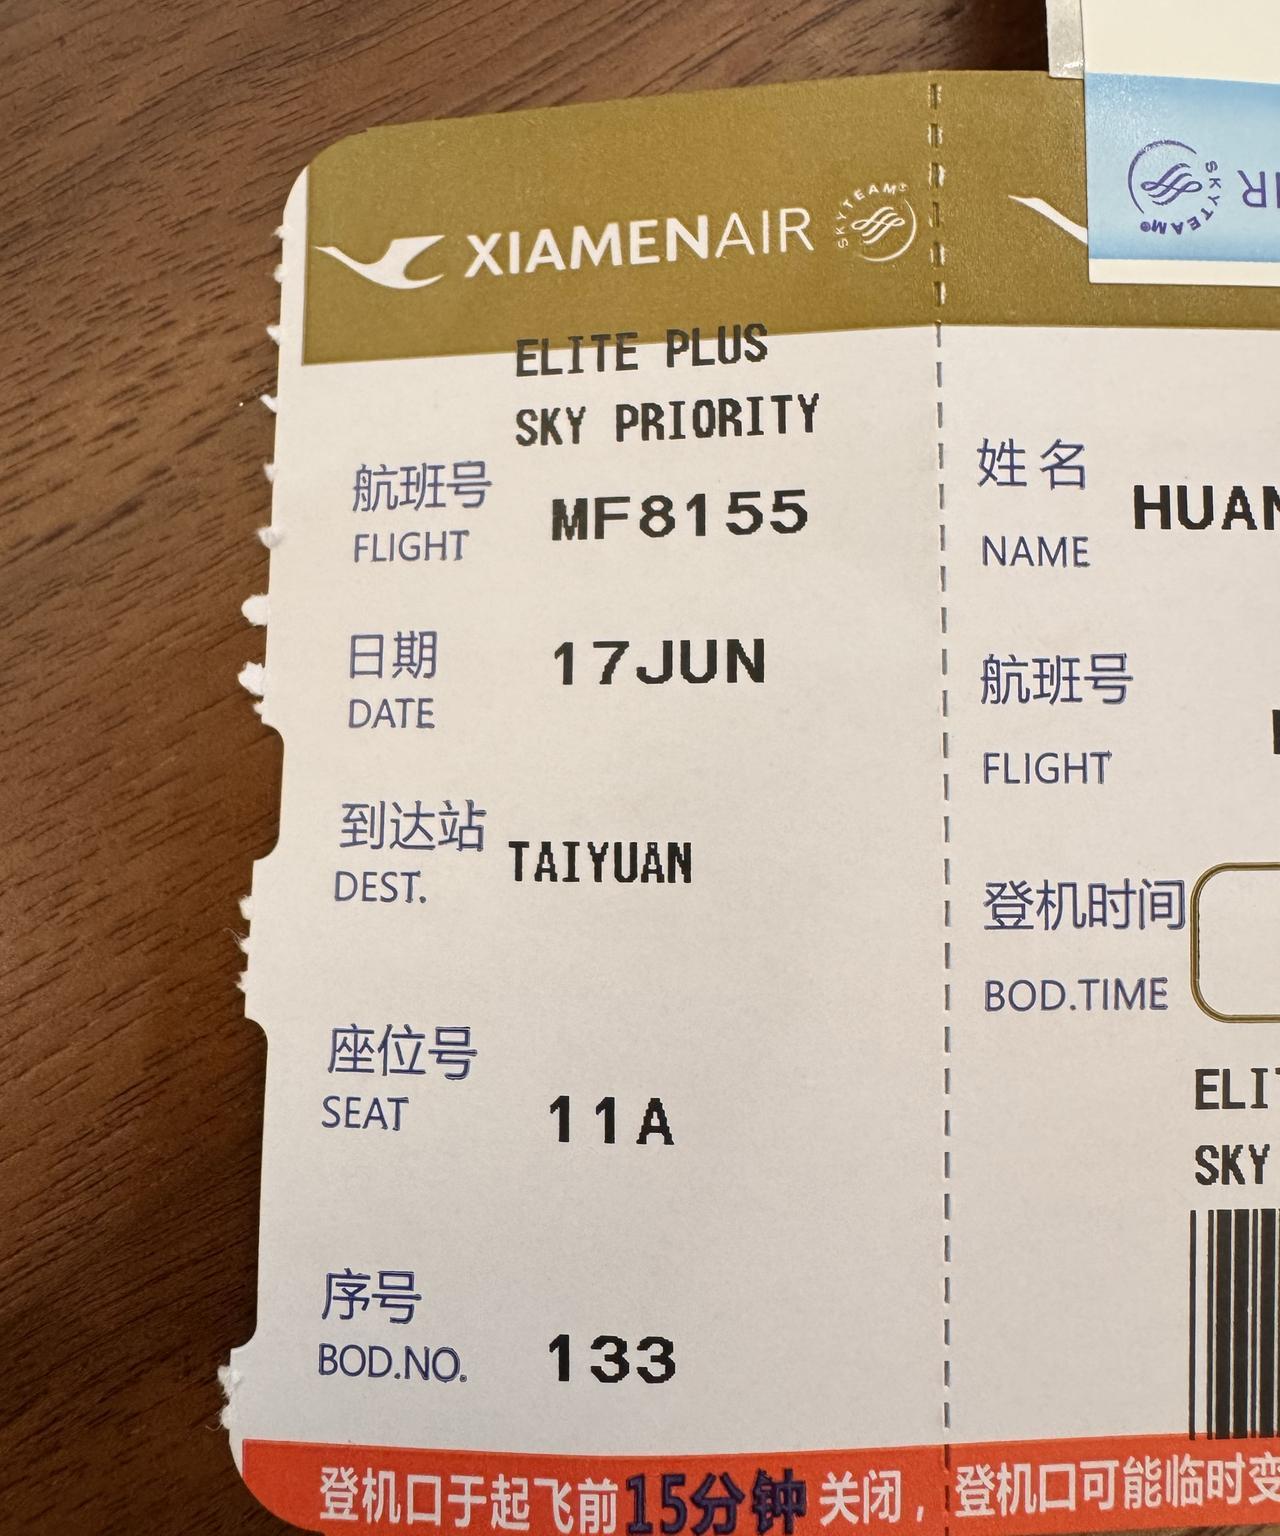 XIAMENAIR SKYTEAM
ELITE PLUS
SKY PRIORITY
航班号 MF8155
FLIGHT
日期 17JUN
DATE
到达站 TAIYUAN
DEST.
座位号
SEAT 11A
序号
BOD.NO. 133
登机口于起飞前15分钟关闭，
SKYTEAM
姓名
NAME
航班号
FLIGHT
登机时间
BOD.TIME
SKY
登机口可能临时变